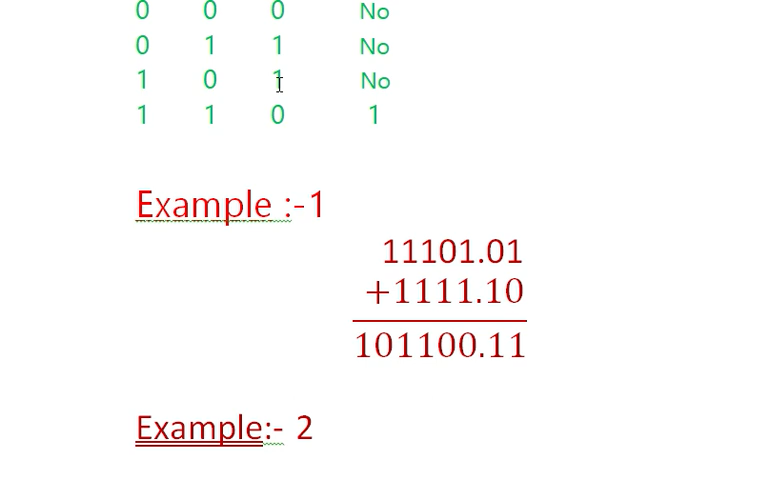 0 0 0 No
0 1 1 No
1 0 1 No
1 1 0 1
Example :-1
11101.01
+1111.10
101100.11
Example:- 2